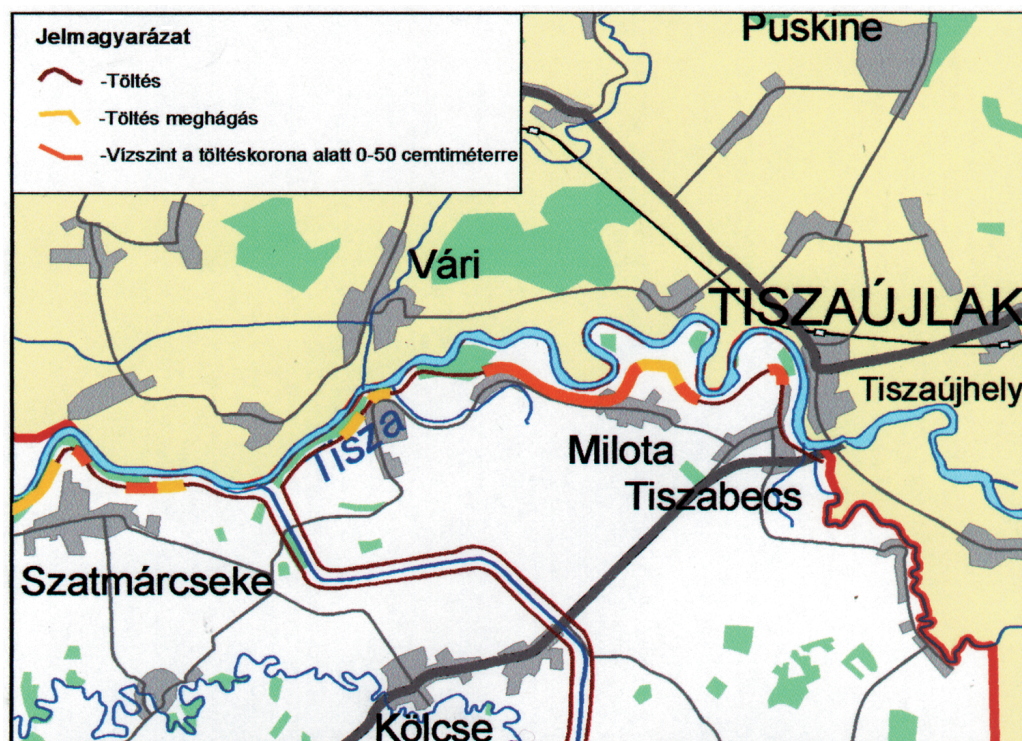 Jelmagyarázat
-Töltés
-Töltés meghágás
-Vízszint a töltéskorona alatt 0-50 cemtiméterre
Puskine
Vári
TISZAÚJLAK
Tiszaújhely
Tisza
Milota
Tiszabecs
Szatmárcseke
Kölcse